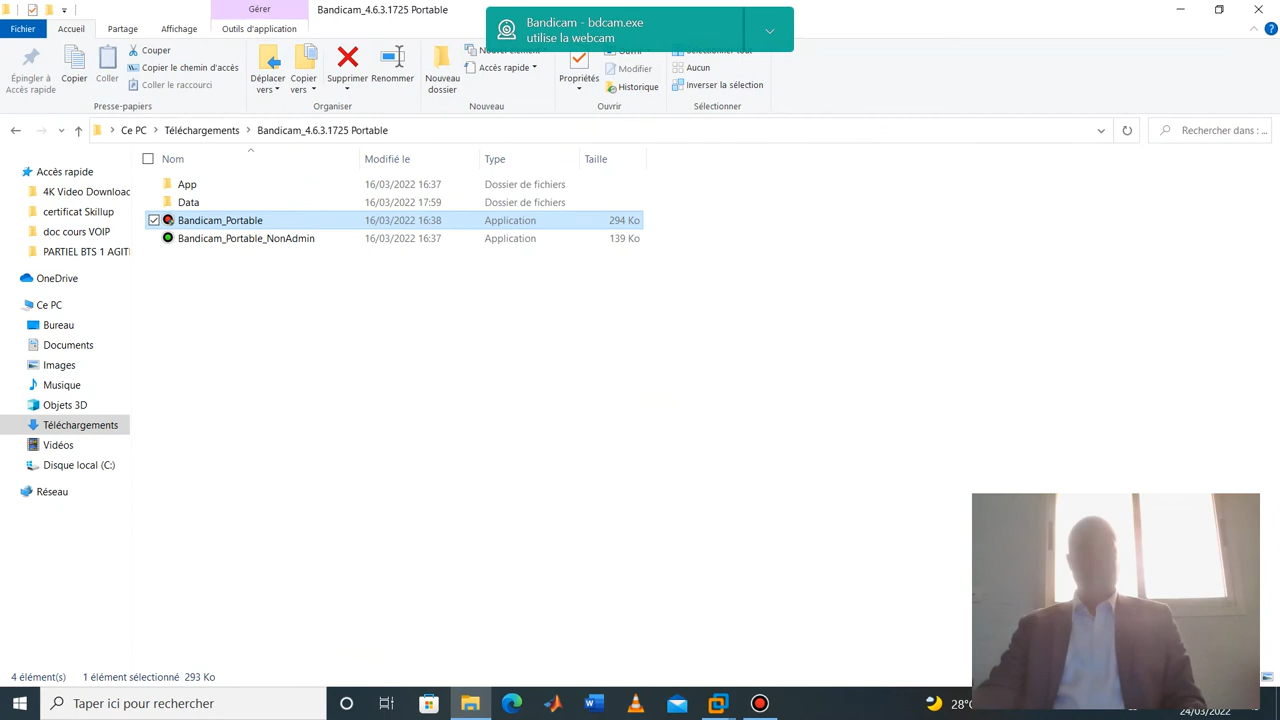 Gérer
Bandicam_4.6.3.1725 Portable
Fichier
Accueil
Partage
Affichage
Outils d'application
Bandicam - bdcam.exe
utilise la webcam
Épingler à
Accès rapide
Copier
Coller
Couper
Copier le chemin d'accès
Coller le raccourci
Presse-papiers
Déplacer
vers
Copier
vers
Supprimer
Renommer
Organiser
Nouveau
dossier
Nouvel élément
Accès rapide
Nouveau
Propriétés
Modifier
Historique
Ouvrir
Aucun
Inverser la sélection
Sélectionner
Ce PC
Téléchargements
Bandicam_4.6.3.1725 Portable
Rechercher dans : ...
Nom
Modifié le
Type
Taille
App
16/03/2022 16:37
Dossier de fichiers
Data
16/03/2022 17:59
Dossier de fichiers
Bandicam_Portable
16/03/2022 16:38
Application
294 Ko
Bandicam_Portable_NonAdmin
16/03/2022 16:37
Application
139 Ko
Accès rapide
4K Video Downloac
certificat Skillup
doc cours VOIP
PARTIEL BTS 1 AGITI
OneDrive
Ce PC
Bureau
Documents
Images
Musique
Objets 3D
Téléchargements
Vidéos
Disque local (C:)
Réseau
4 élément(s)
1 élément sélectionné 293 Ko
Taper ici pour rechercher
28°
24/03/2022